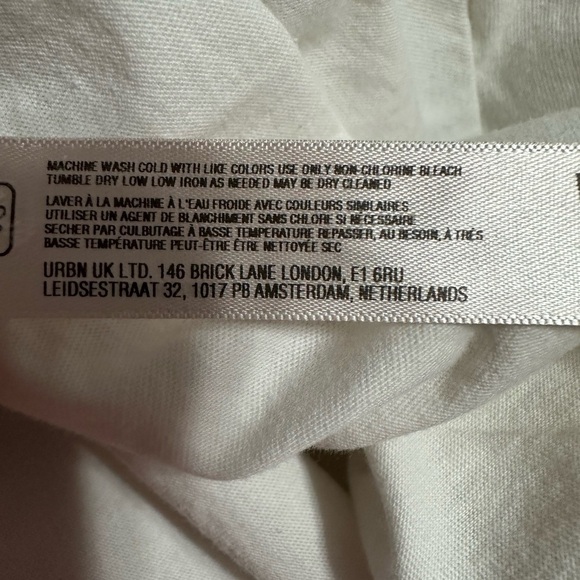 MACHINE WASH COLD WITH LIKE COLORS USE ONLY NON-CHLORINE BLEACH
TUMBLE DRY LOW LOW IRON AS NEEDED MAY BE DRY CLEANED
LAVER À LA MACHINE À L'EAU FROIDE AVEC COULEURS SIMILAIRES
UTILISER UN AGENT DE BLANCHIMENT SANS CHLORE SI NÉCESSAIRE
SECHER PAR CULBUTAGE À BASSE TEMPERATURE REPASSER, AU BESOIN, À TRÈS
BASSE TEMPÉRATURE PEUT-ÊTRE ÊTRE NETTOYÉE SEC
URBN UK LTD. 146 BRICK LANE LONDON, E1 6RU
LEIDSESTRAAT 32, 1017 PB AMSTERDAM, NETHERLANDS